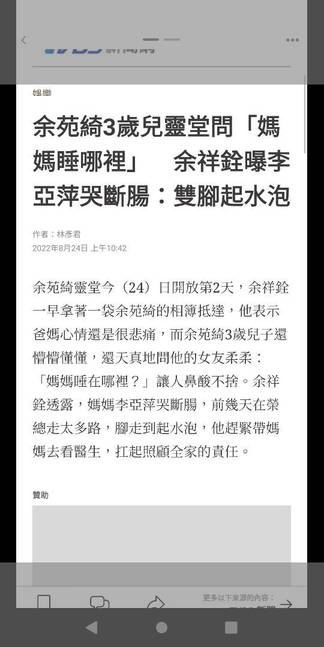 娛樂
余苑綺3歲兒靈堂問「媽
媽睡哪裡」 余祥銓曝李
亞萍哭斷腸：雙腳起水泡
作者：林彥君
2022年8月24日 上午10:42
余苑綺靈堂今（24）日開放第2天，余祥銓
一早拿著一袋余苑綺的相簿抵達，他表示
爸媽心情還是很悲痛，而余苑綺3歲兒子還
懵懵懂懂，還天真地問他的女友柔柔：
「媽媽唾在哪裡？」讓人鼻酸不捨。余祥
銓透露，媽媽李亞萍哭斷腸，前幾天在榮
總走太多路，腳走到起水泡，他趕緊帶媽
媽去看醫生，扛起照顧全家的責任。
贊助
更多以下來源的內容：